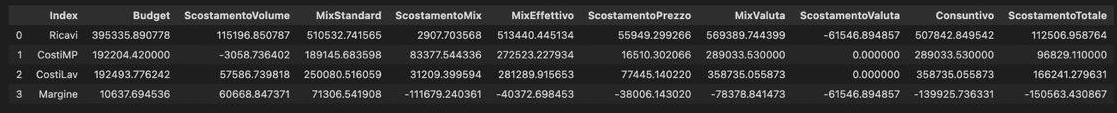 Index Budget ScostamentoVolume MixStandard ScostamentoMix MixEffettivo ScostamentoPrezzo MixValuta ScostamentoValuta Consuntivo ScostamentoTotale
0 Ricavi 395335.890778 115196.850787 510532.741565 2907.703568 513440.445134 55949.299266 569389.744399 -61546.894857 507842.849542 112506.958764
1 CostiMP 192204.420000 -3058.736402 189145.683598 83377.544336 272523.227934 16510.302066 289033.530000 0.000000 289033.530000 96829.110000
2 CostiLav 192493.776242 57586.739818 250080.516059 31209.399594 281289.915653 77445.140220 358735.055873 0.000000 358735.055873 166241.279631
3 Margine 10637.694536 60668.847371 71306.541908 -111679.240361 -40372.698453 -38006.143020 -78378.841473 -61546.894857 -139925.736331 -150563.430867